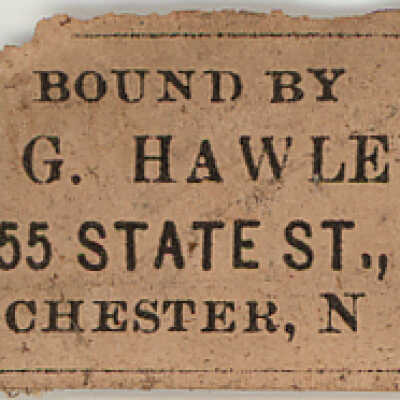 BOUND BY
G. HAWLE
55 STATE ST.,
CHESTER, N